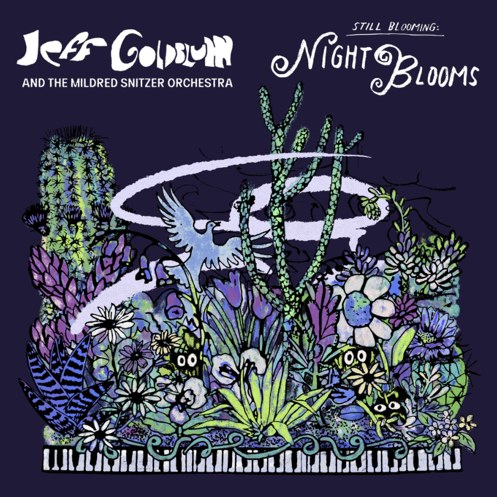 Jeff Goldblum
AND THE MILDRED SNITZER ORCHESTRA
STILL BLOOMING:
NIGHT
BLOOMS